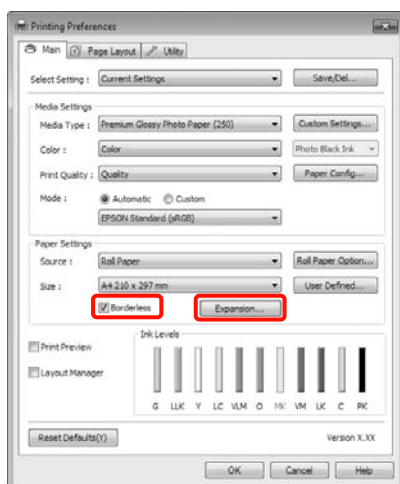 Printing Preferences
Main Page Layout Utility
Select Setting : Current Settings Save/Del...
Media Settings
Media Type : Premium Glossy Photo Paper (250) Custom Settings...
Color : Color Photo Black Ink
Print Quality : Quality Paper Config...
Mode : Automatic Custom
EPSON Standard (sRGB)
Paper Settings
Source : Roll Paper Roll Paper Option...
Size : A4 210 x 297 mm User Defined...
Borderless Expansion...
Ink Levels
Print Preview
Layout Manager
G LLK Y LC VLM O MK VM LK C PK
Reset Defaults(Y) Version X.XX
OK Cancel Help